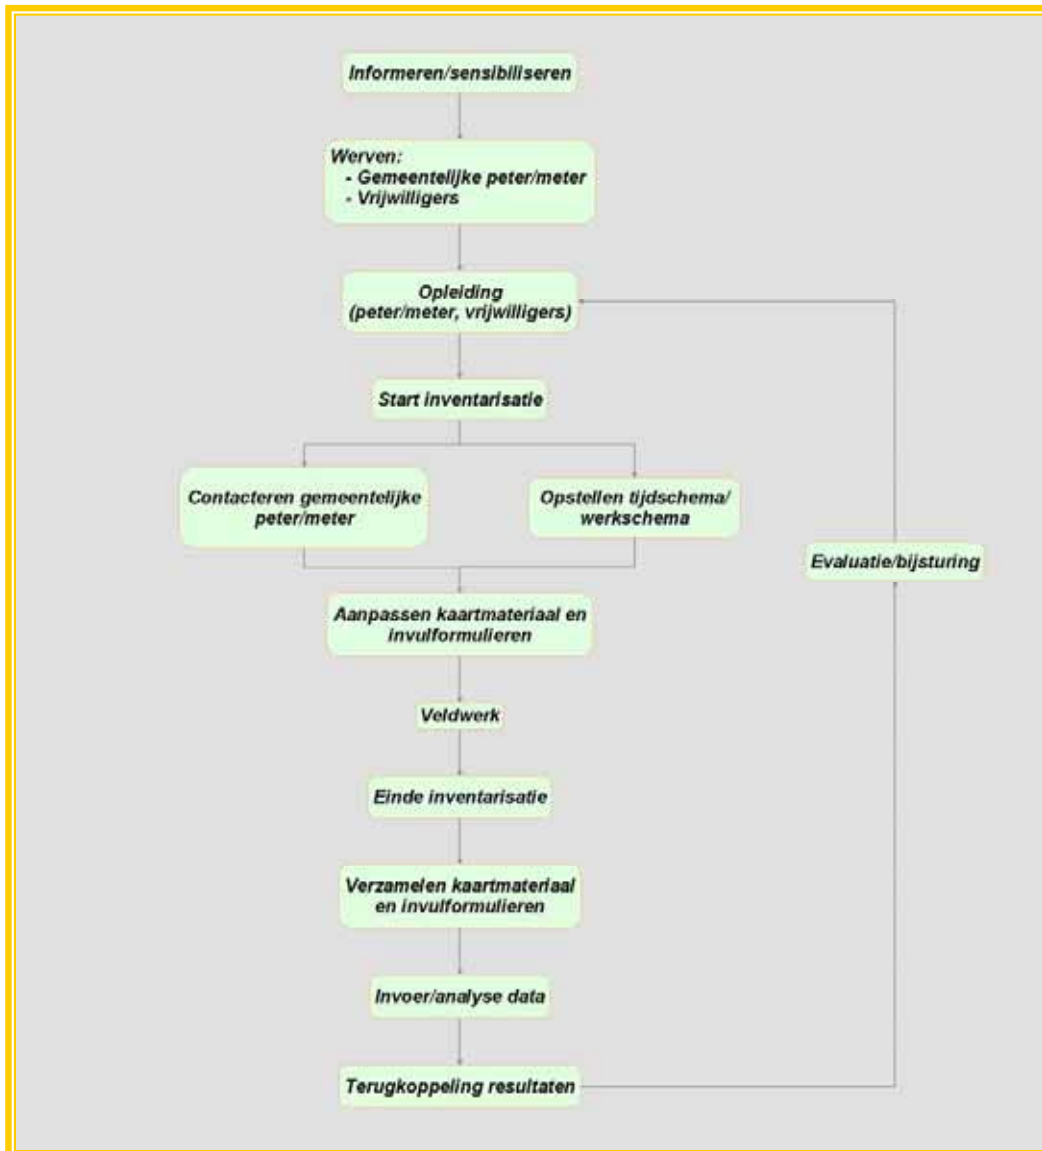 Informeren/sensibiliseren
Werven:
- Gemeentelijke peter/meter
- Vrijwilligers
Opleiding
(peter/meter, vrijwilligers)
Start inventarisatie
Contacteren gemeentelijke
peter/meter
Opstellen tijdschema/
werkschema
Evaluatie/bijsturing
Aanpassen kaartmateriaal en
invulformulieren
Veldwerk
Einde inventarisatie
Verzamelen kaartmateriaal
en invulformulieren
Invoer/analyse data
Terugkoppeling resultaten